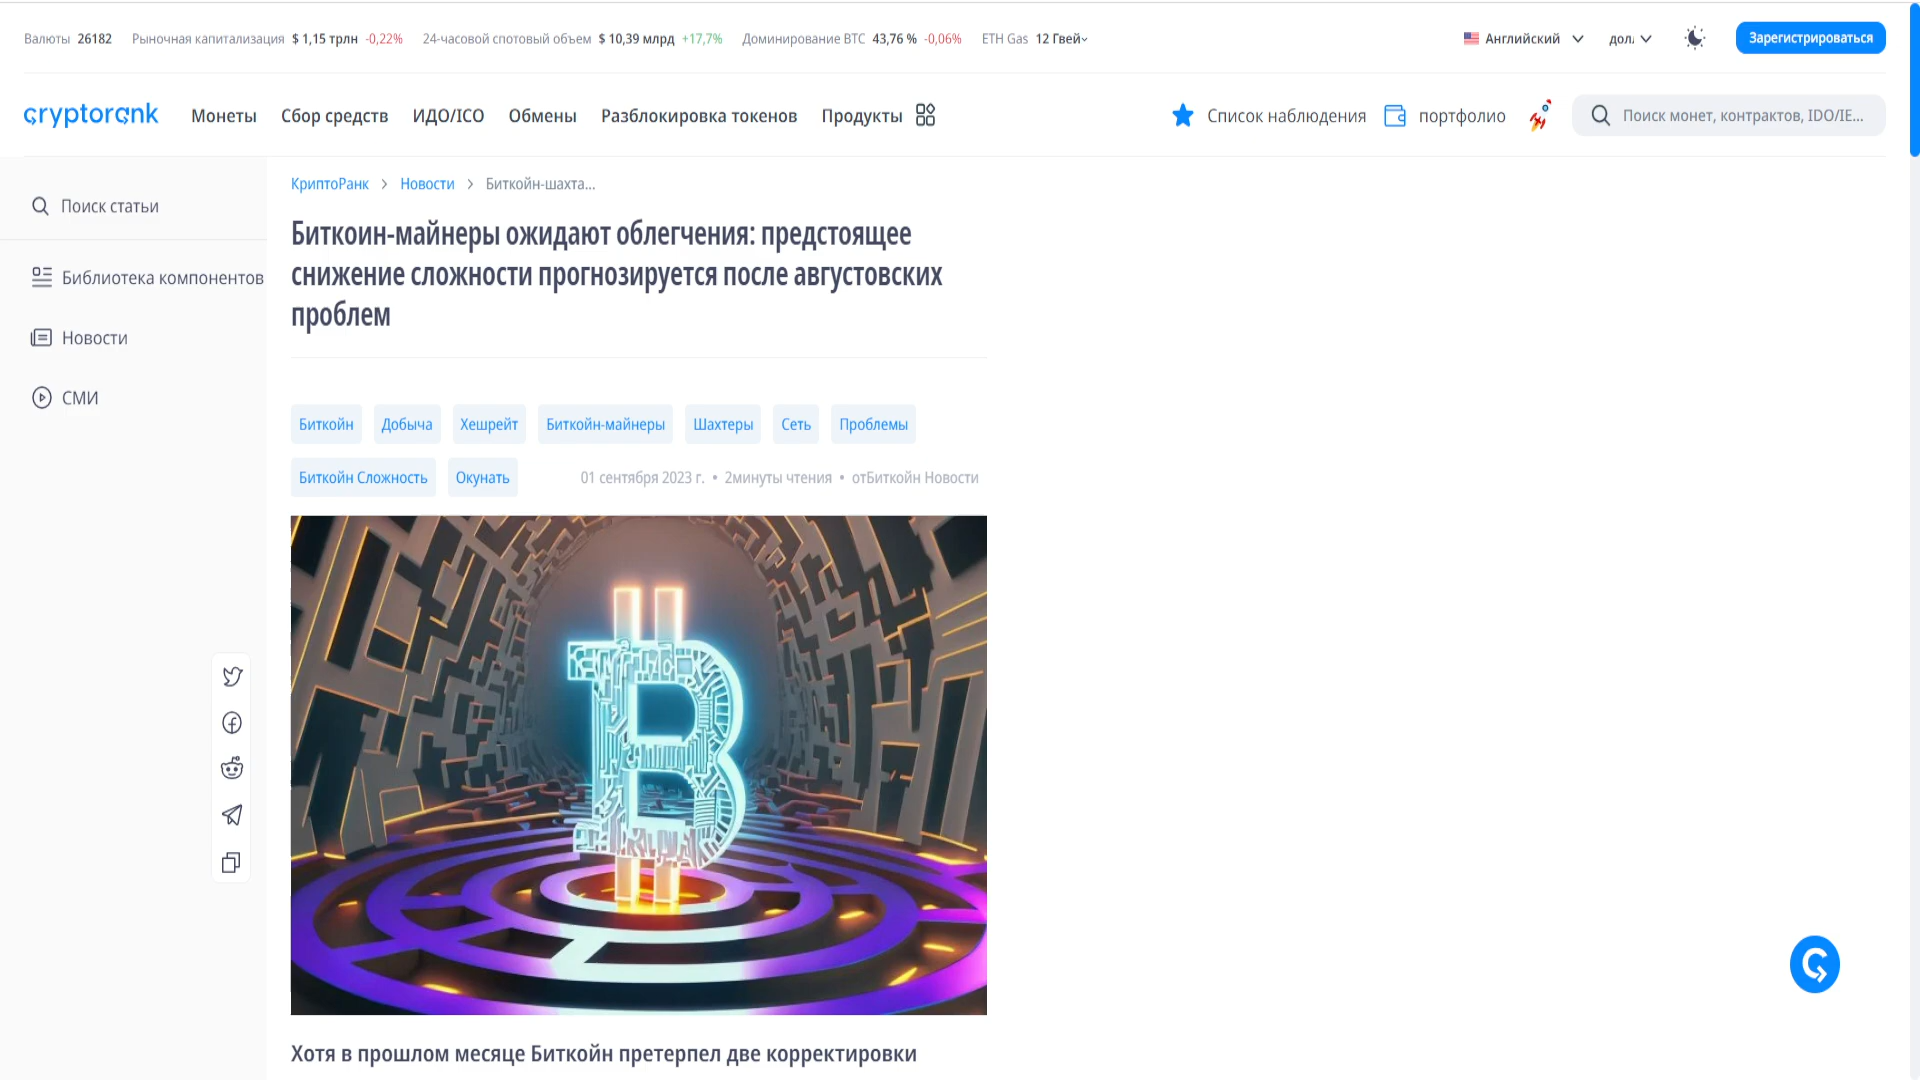 Валюты 26182 Рыночная капитализация $ 1,15 трлн -0,22% 24-часовой спотовый объем $ 10,39 млрд +17,7% Доминирование BTC 43,76 % -0,06% ETH Gas 12 Гвей
Английский
Зарегистрироваться
cryptorank Монеты Сбор средств ИДО/ICO Обмены Разблокировка токенов Продукты Список наблюдения портфолио Поиск монет, контрактов, IDO/IE...
КриптоРанк > Новости > Биткойн-шахта...
Поиск статьи
Библиотека компонентов
Новости
СМИ
Биткоин-майнеры ожидают облегчения: предстоящее
снижение сложности прогнозируется после августовских
проблем
Биткойн Добыча Хешрейт Биткойн-майнеры Шахтеры Сеть Проблемы
Биткойн Сложность Окунать 01 сентября 2023 г. • 2минуты чтения • отБиткойн Новости
Хотя в прошлом месяце Биткойн претерпел две корректировки